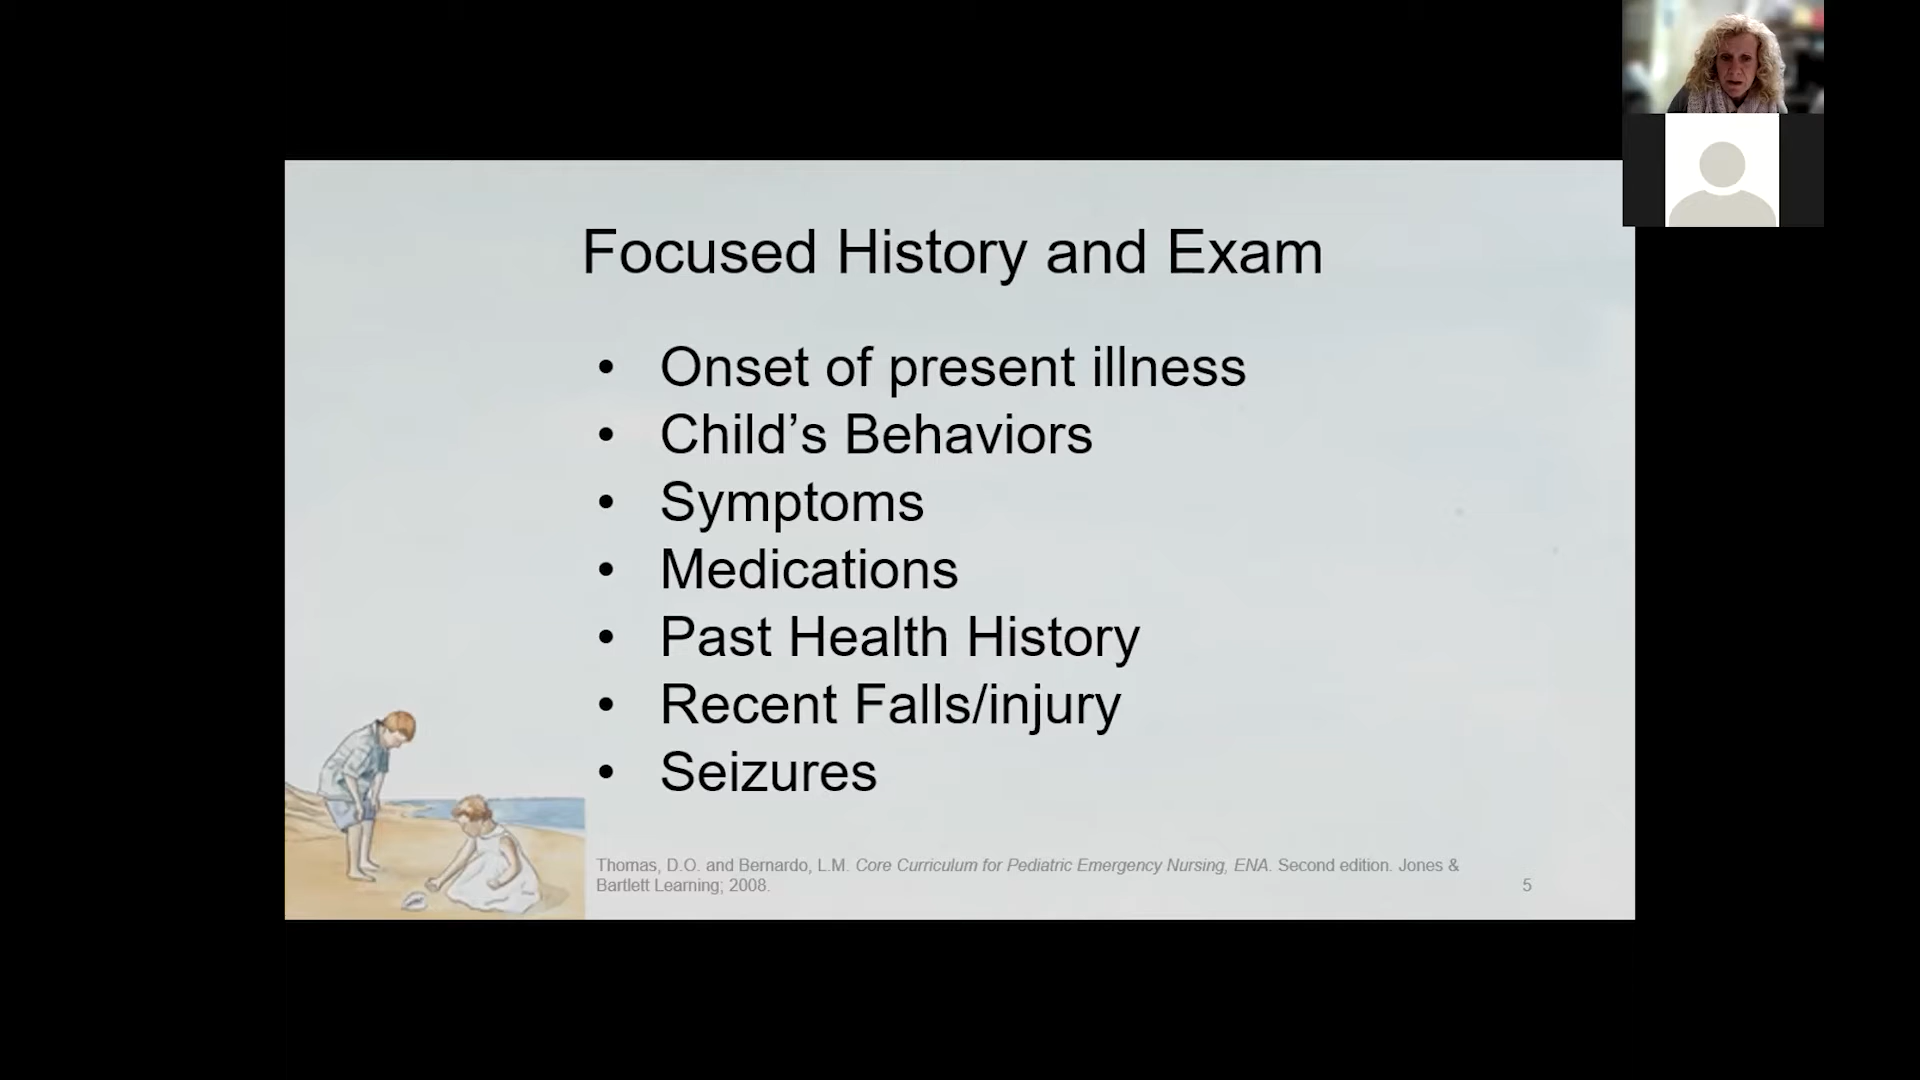 Focused History and Exam
• Onset of present illness
• Child’s Behaviors
• Symptoms
• Medications
• Past Health History
• Recent Falls/injury
• Seizures
Thomas, D.O. and Bernardo, L.M. Core Curriculum for Pediatric Emergency Nursing, ENA. Second edition. Jones &
Bartlett Learning; 2008.
5